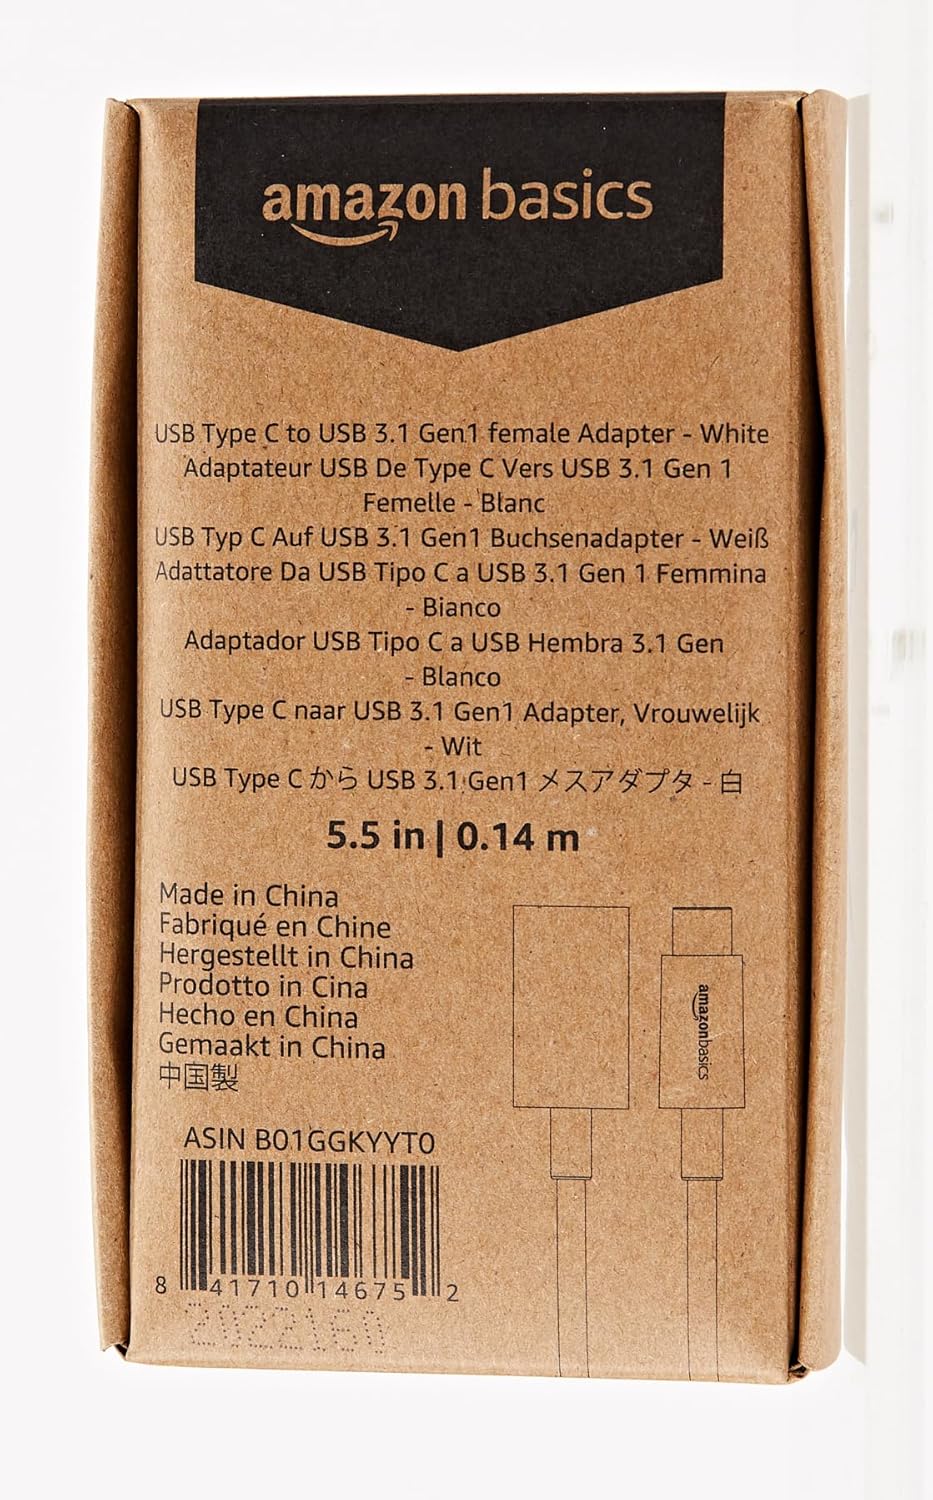 amazon basics
USB Type C to USB 3.1 Gen1 female Adapter - White
Adaptateur USB De Type C Vers USB 3.1 Gen 1
Femelle - Blanc
USB Typ C Auf USB 3.1 Gen1 Buchsenadapter - Weiß
Adattatore Da USB Tipo C a USB 3.1 Gen 1 Femmina
- Bianco
Adaptador USB Tipo C a USB Hembra 3.1 Gen
- Blanco
USB Type C naar USB 3.1 Gen1 Adapter, Vrouwelijk
- Wit
USB Type C から USB 3.1 Gen1 メスアダプタ - 白
5.5 in | 0.14 m
Made in China
Fabriqué en Chine
Hergestellt in China
Prodotto in Cina
Hecho en China
Gemaakt in China
中国製
amazonbasics
ASIN B01GGKYYT0
8 41710 14675 2
2022160